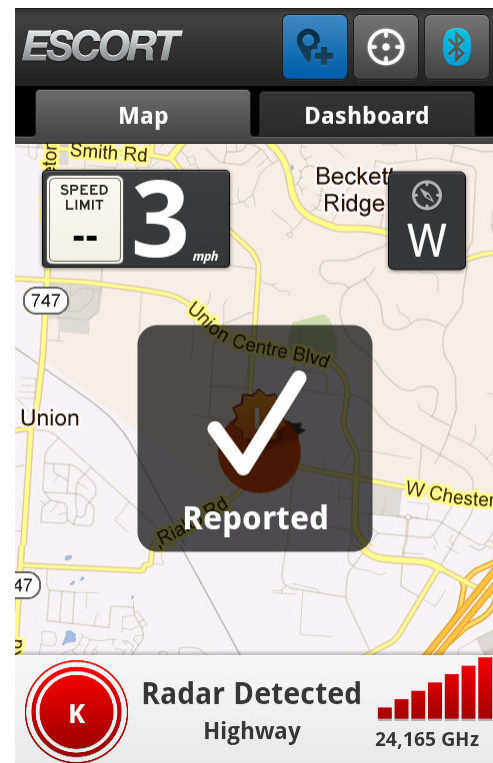 ESCORT
Map
Dashboard
Smith Rd
SPEED
LIMIT
--
3
mph
Beckett
Ridge
W
747
Union Centre Blvd
Union
Reported
W Chester
47
Radar Detected
K
Highway
24,165 GHz